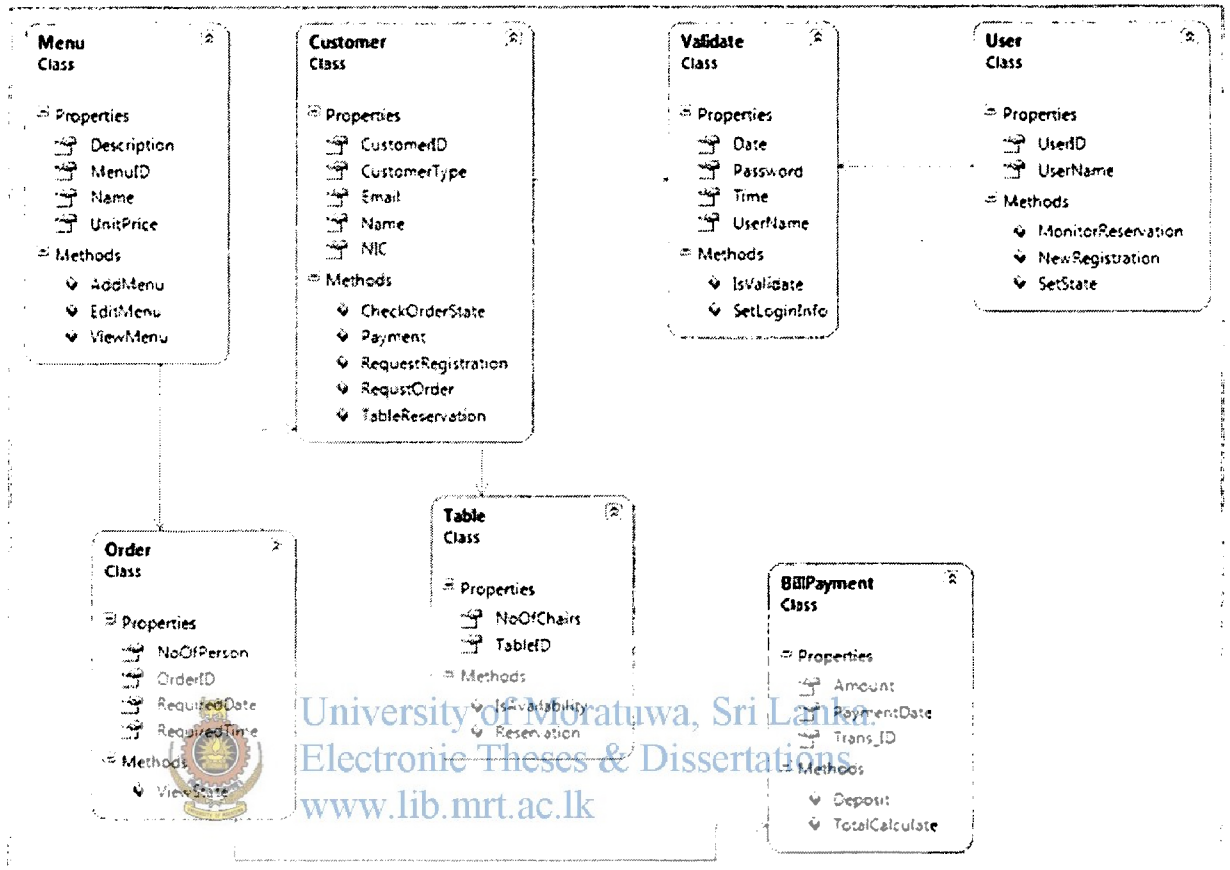 Menu
Class
Properties
Description
MenuID
Name
UnitPrice
Methods
AddMenu
EditMenu
ViewMenu
Customer
Class
Properties
CustomerID
CustomerType
Email
Name
NIC
Methods
CheckOrderState
Payment
RequestRegistration
RequstOrder
TableReservation
Validate
Class
Properties
Date
Password
Time
UserName
Methods
IsValidate
SetLoginInfo
User
Class
Properties
UserID
UserName
Methods
MonitorReservation
NewRegistration
SetState
Order
Class
Properties
NoOfPerson
OrderID
RequiredDate
RequiredTime
Methods
ViewState
Table
Class
Properties
NoOfChairs
TableID
Methods
IsAvailability
Reservation
BillPayment
Class
Properties
Amount
PaymentDate
Trans_ID
Methods
Deposit
TotalCalculate
University of Moratuwa, Sri Lanka.
Electronic Theses & Dissertations
www.lib.mrt.ac.lk